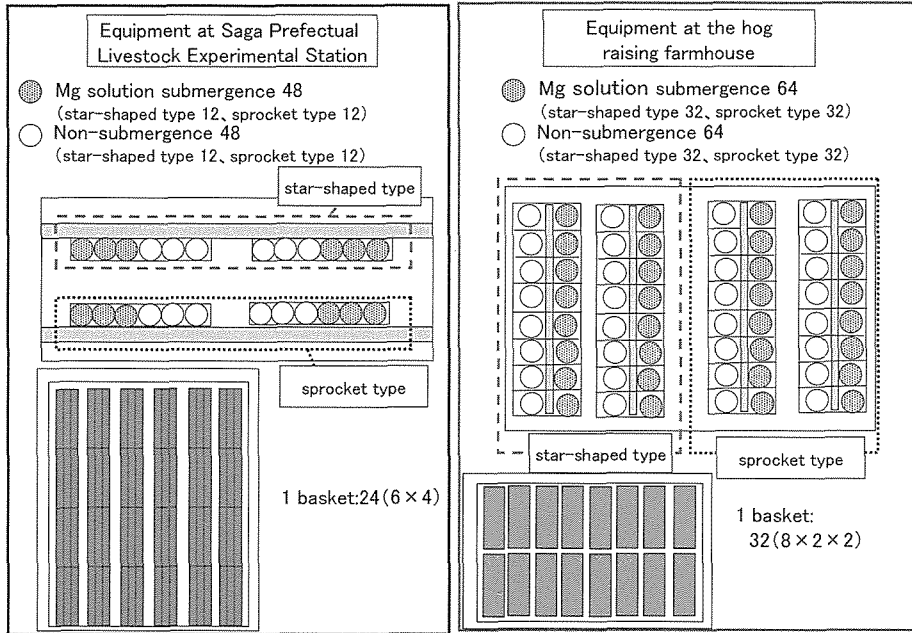 Equipment at Saga Prefectual
Livestock Experimental Station
Mg solution submergence 48
(star-shaped type 12、sprocket type 12)
Non-submergence 48
(star-shaped type 12、sprocket type 12)
star-shaped type
sprocket type
1 basket:24(6×4)
Equipment at the hog
raising farmhouse
Mg solution submergence 64
(star-shaped type 32、sprocket type 32)
Non-submergence 64
(star-shaped type 32、sprocket type 32)
star-shaped type
sprocket type
1 basket:
32(8×2×2)